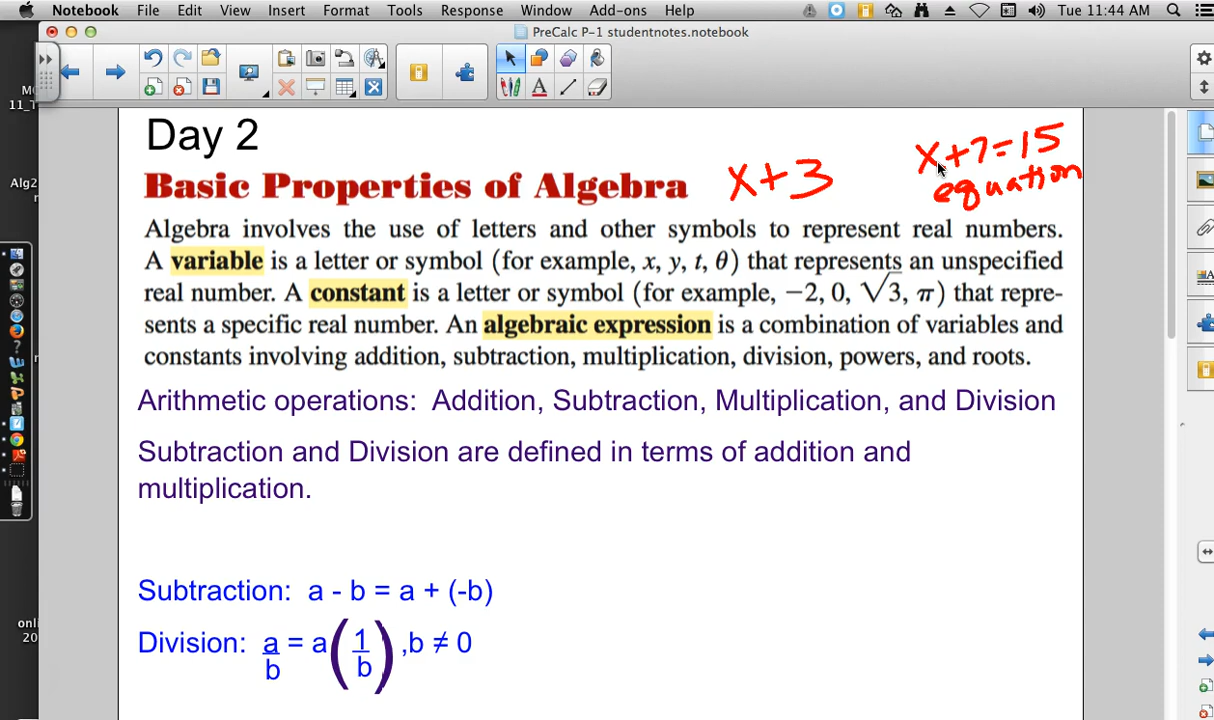 Notebook File Edit View Insert Format Tools Response Window Add-ons Help Tue 11:44 AM
PreCalc P-1 studentnotes.notebook
11_T
Alg2
onl
20
Day 2
x+7=15
equation
Basic Properties of Algebra x+3
Algebra involves the use of letters and other symbols to represent real numbers.
A variable is a letter or symbol (for example, x, y, t, θ) that represents an unspecified
real number. A constant is a letter or symbol (for example, −2, 0, √3, π) that repre-
sents a specific real number. An algebraic expression is a combination of variables and
constants involving addition, subtraction, multiplication, division, powers, and roots.
Arithmetic operations: Addition, Subtraction, Multiplication, and Division
Subtraction and Division are defined in terms of addition and
multiplication.
Subtraction: a - b = a + (-b)
Division: a/b = a(1/b) ,b ≠ 0